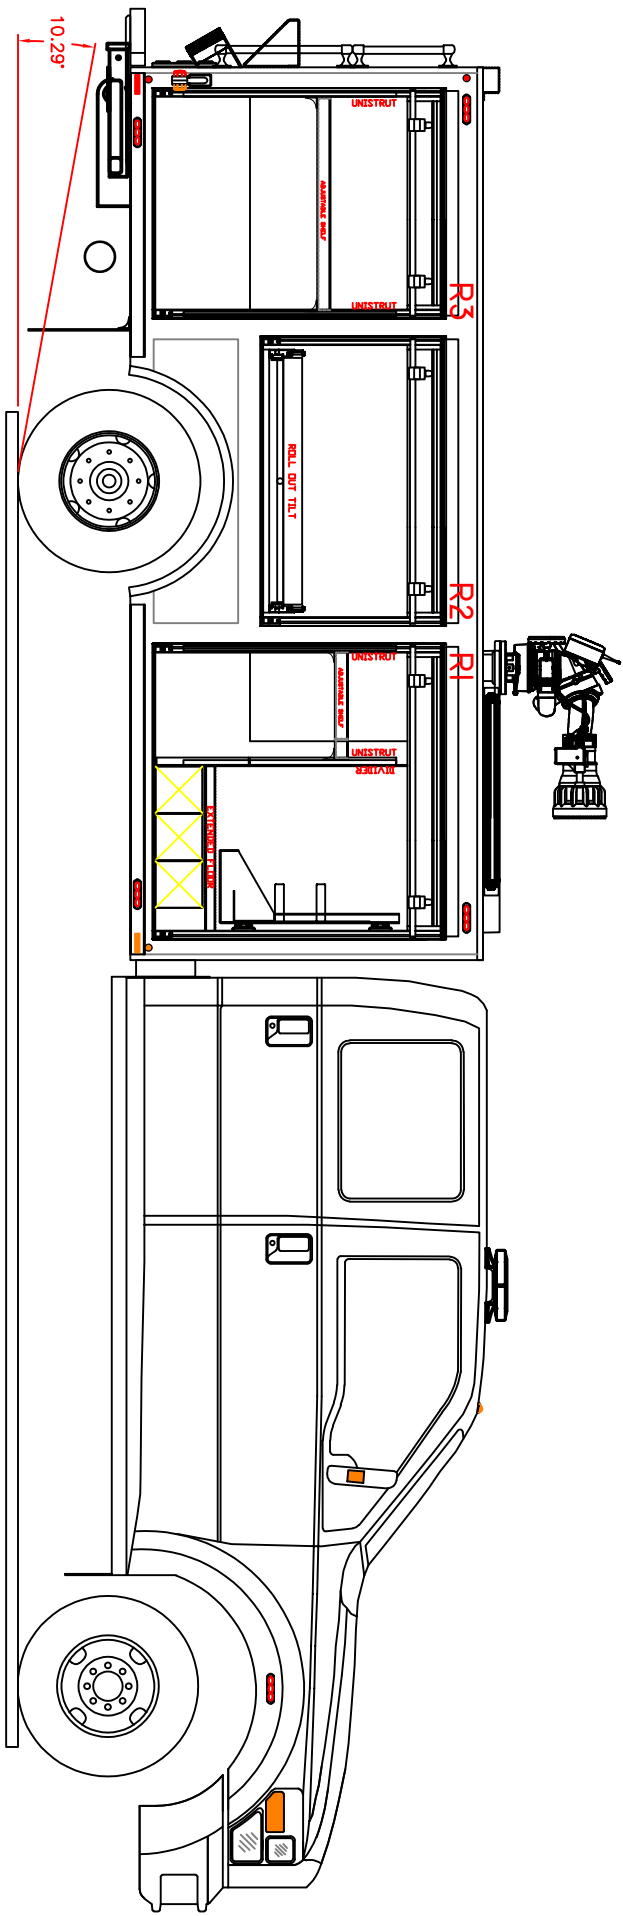 10.29°
UNISTRUT
ADJUSTABLE SHELF
UNISTRUT
R3
ROLL OUT TILT
R2
R1
UNISTRUT
ADJUSTABLE SHELF
UNISTRUT
DIVIDER
EXTENDED FLOOR